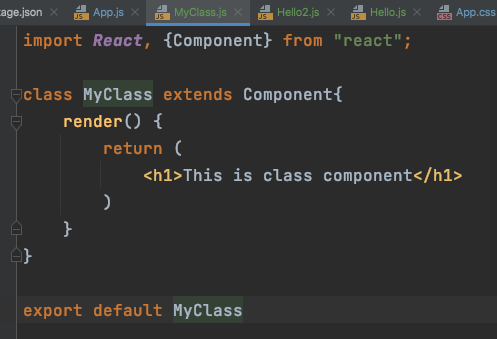 age.json App.js MyClass.js Hello2.js Hello.js App.css
import React, {Component} from "react";
class MyClass extends Component{
render() {
return (
<h1>This is class component</h1>
)
}
}
export default MyClass